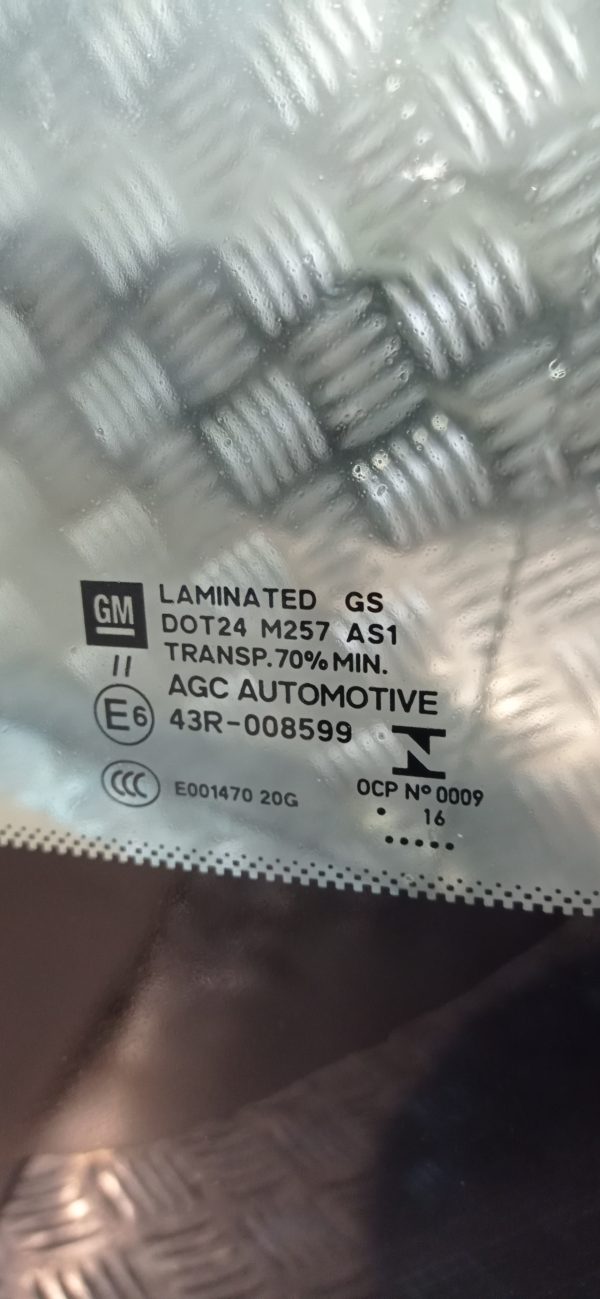 GM
LAMINATED GS
DOT24 M257 AS1
TRANSP.70% MIN.
II
AGC AUTOMOTIVE
E6
43R-008599
CCC
E001470 20G
OCP Nº 0009
• 16
•••••